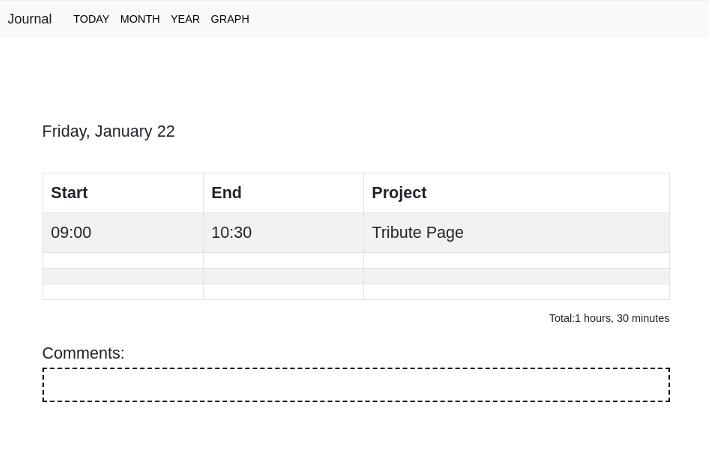 Journal TODAY MONTH YEAR GRAPH
Friday, January 22
Start End Project
09:00 10:30 Tribute Page
Total:1 hours, 30 minutes
Comments: